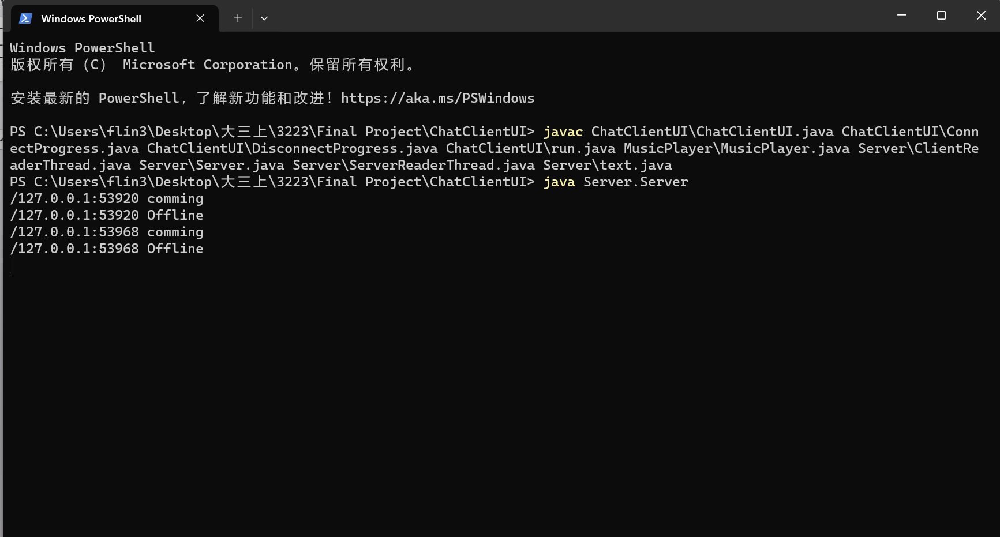 Windows PowerShell
Windows PowerShell
版权所有（C） Microsoft Corporation。保留所有权利。
安装最新的 PowerShell，了解新功能和改进！https://aka.ms/PSWindows
PS C:\Users\flin3\Desktop\大三上\3223\Final Project\ChatClientUI> javac ChatClientUI\ChatClientUI.java ChatClientUI\Conn
ectProgress.java ChatClientUI\DisconnectProgress.java ChatClientUI\run.java MusicPlayer\MusicPlayer.java Server\ClientRe
aderThread.java Server\Server.java Server\ServerReaderThread.java Server\text.java
PS C:\Users\flin3\Desktop\大三上\3223\Final Project\ChatClientUI> java Server.Server
/127.0.0.1:53920 comming
/127.0.0.1:53920 Offline
/127.0.0.1:53968 comming
/127.0.0.1:53968 Offline